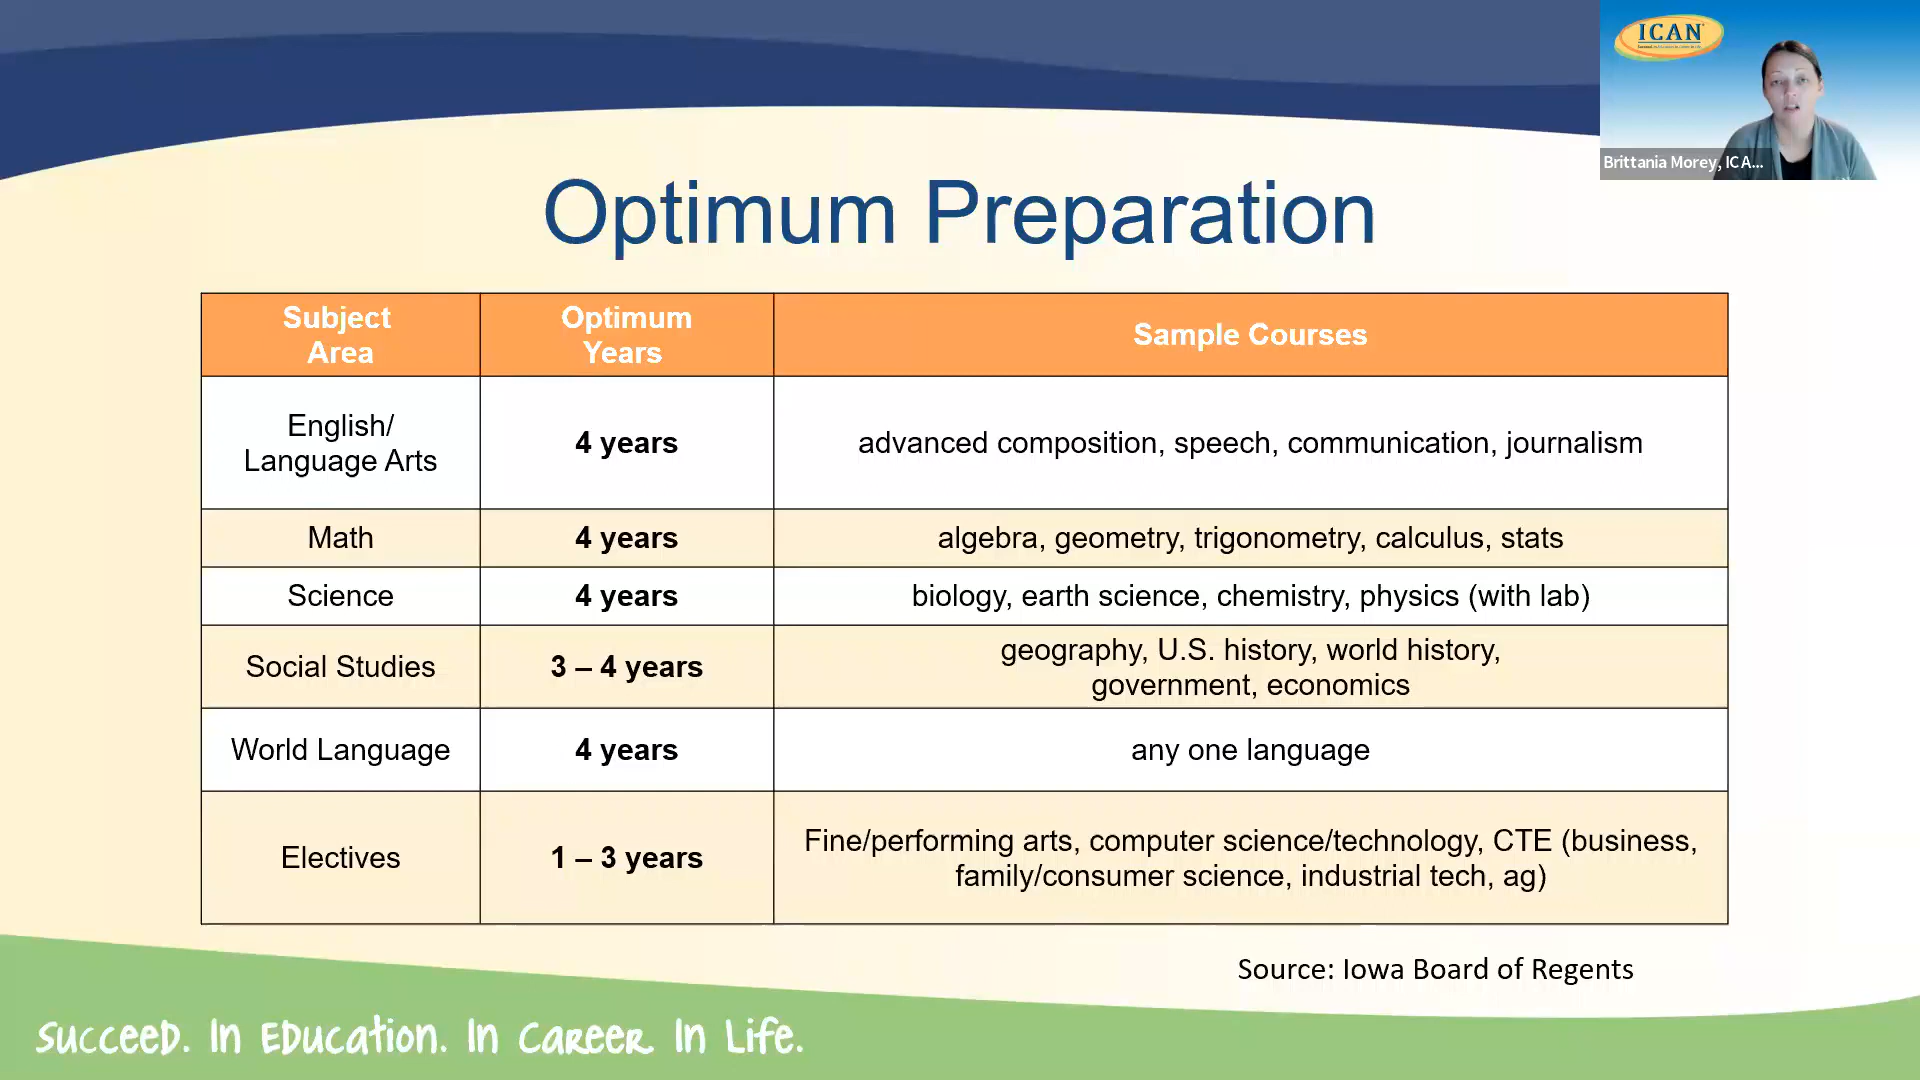 ICAN
Brittania Morey, ICA...
Optimum Preparation
Subject
Area
Optimum
Years
Sample Courses
English/
Language Arts
4 years
advanced composition, speech, communication, journalism
Math
4 years
algebra, geometry, trigonometry, calculus, stats
Science
4 years
biology, earth science, chemistry, physics (with lab)
Social Studies
3 – 4 years
geography, U.S. history, world history,
government, economics
World Language
4 years
any one language
Electives
1 – 3 years
Fine/performing arts, computer science/technology, CTE (business,
family/consumer science, industrial tech, ag)
Source: Iowa Board of Regents
Succeed. In Education. In Career. In Life.